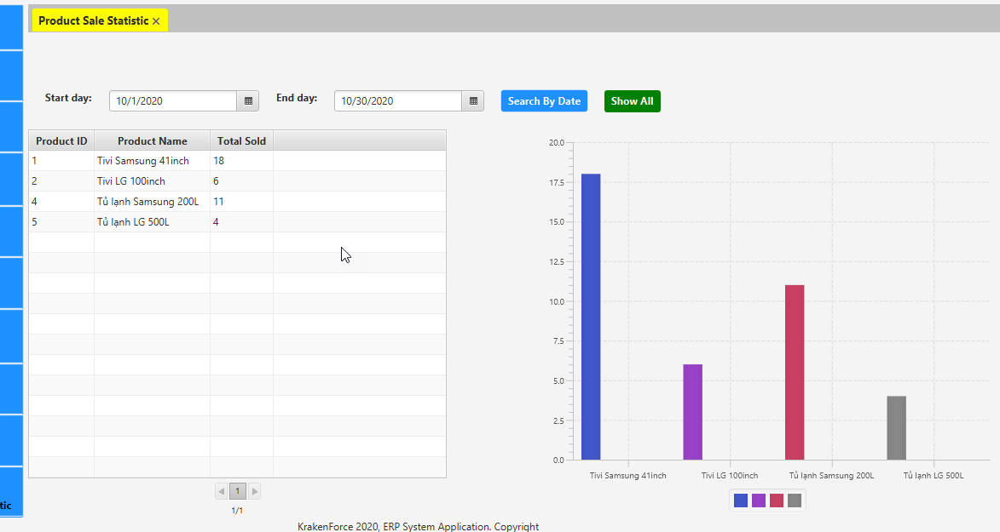 Product Sale Statistic ×
Start day: 10/1/2020 End day: 10/30/2020 Search By Date Show All
Product ID Product Name Total Sold
1 Tivi Samsung 41inch 18
2 Tivi LG 100inch 6
4 Tủ lạnh Samsung 200L 11
5 Tủ lạnh LG 500L 4
20.0
17.5
15.0
12.5
10.0
7.5
5.0
2.5
0.0
Tivi Samsung 41inch Tivi LG 100inch Tủ lạnh Samsung 200L Tủ lạnh LG 500L
1
1/1
tic
KrakenForce 2020, ERP System Application. Copyright